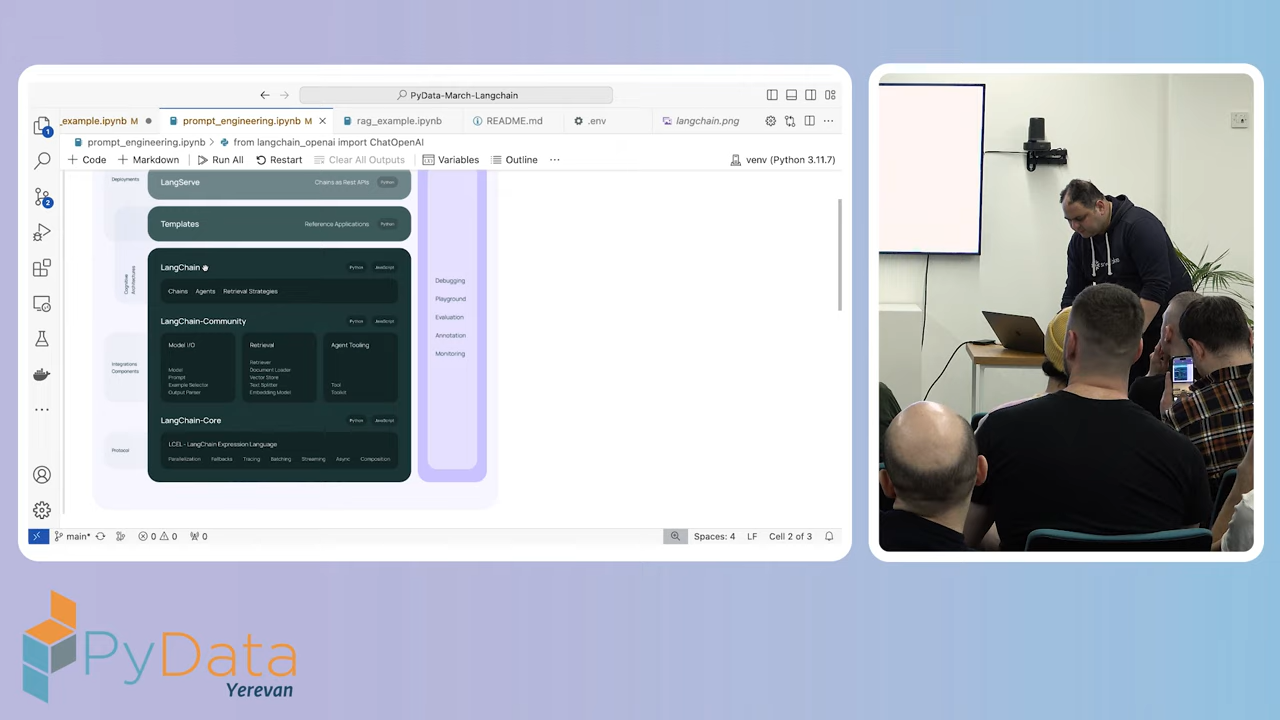 PyData-March-Langchain
_example.ipynb M
prompt_engineering.ipynb M
rag_example.ipynb
README.md
.env
langchain.png
prompt_engineering.ipynb > from langchain_openai import ChatOpenAI
Code
Markdown
Run All
Restart
Clear All Outputs
Variables
Outline
venv (Python 3.11.7)
1
2
Deployments
LangServe
Chains as Rest APIs
Python
Templates
Reference Applications
Python
Cognitive Architectures
LangChain
Python
JavaScript
Chains Agents Retrieval Strategies
Integrations
Components
LangChain-Community
Python
JavaScript
Model I/O
Model
Prompt
Example Selector
Output Parser
Retrieval
Retriever
Document Loader
Vector Store
Text Splitter
Embedding Model
Agent Tooling
Tool
Toolkit
Protocol
LangChain-Core
Python
JavaScript
LCEL - LangChain Expression Language
Parallelization Fallbacks Tracing Batching Streaming Async Composition
Debugging
Playground
Evaluation
Annotation
Monitoring
main* 0 0 0
Spaces: 4
LF
Cell 2 of 3
PyData
Yerevan